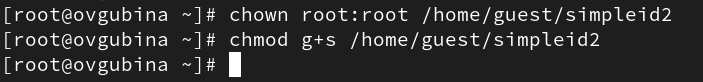 [root@ovgubina ~]# chown root:root /home/guest/simpleid2
[root@ovgubina ~]# chmod g+s /home/guest/simpleid2
[root@ovgubina ~]#